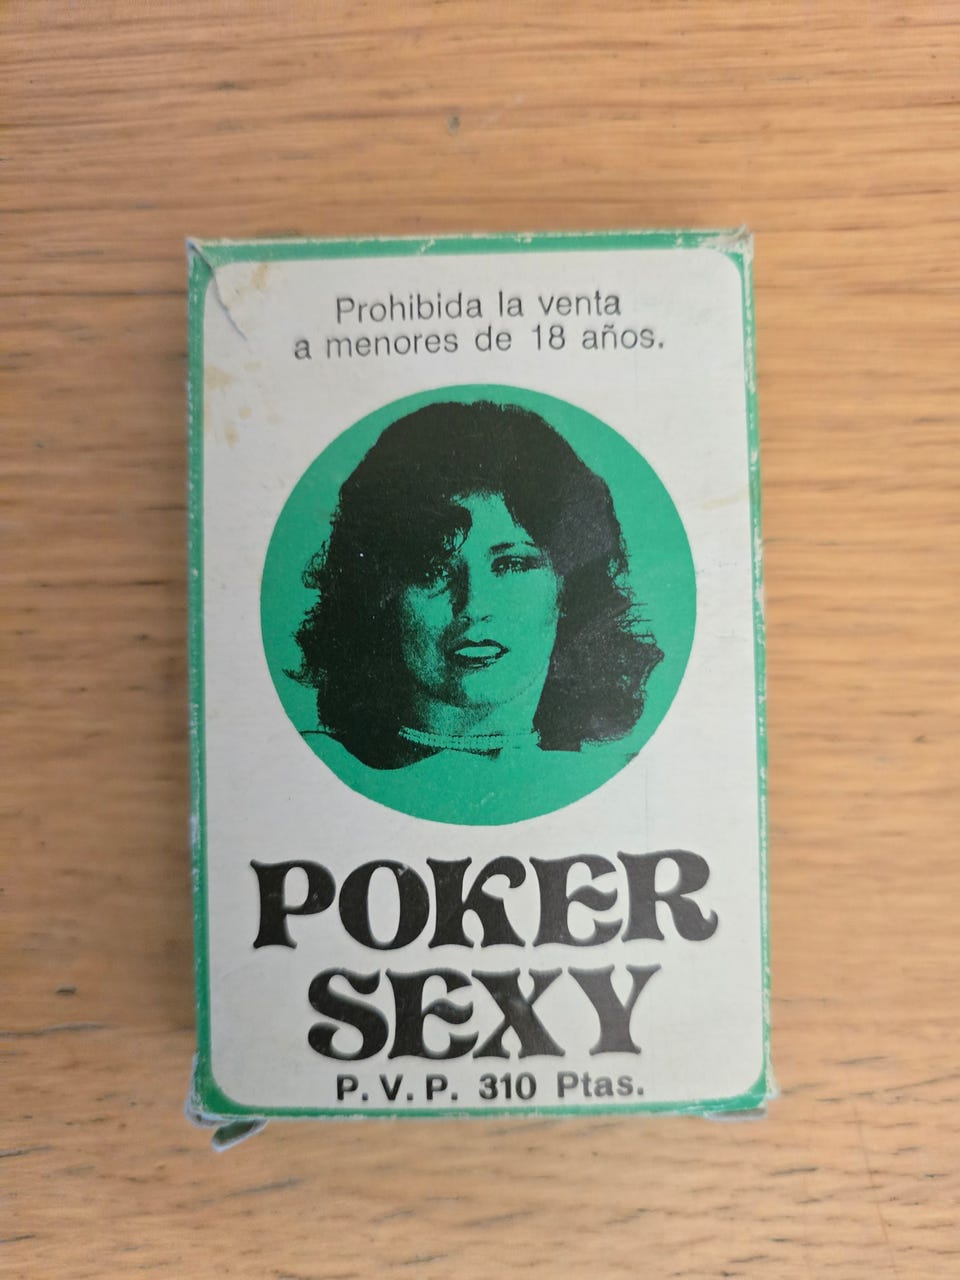 Prohibida la venta
a menores de 18 años.
POKER
SEXY
P.V.P. 310 Ptas.